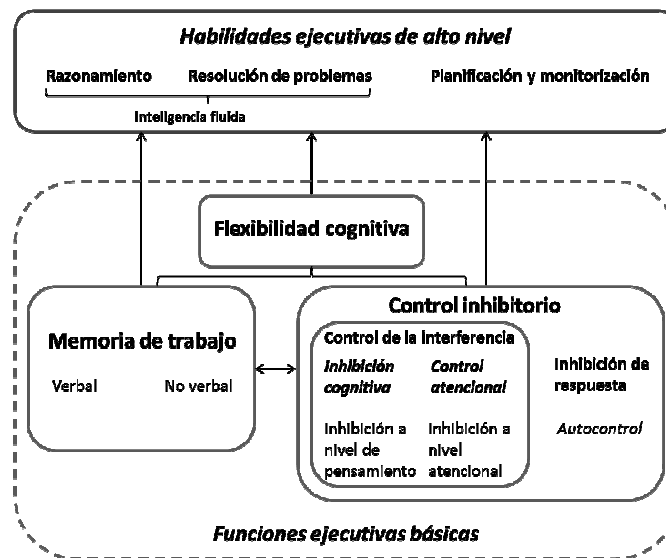 Habilidades ejecutivas de alto nivel
Razonamiento Resolución de problemas Planificación y monitorización
Inteligencia fluida
Flexibilidad cognitiva
Memoria de trabajo
Verbal No verbal
Control inhibitorio
Control de la interferencia
Inhibición cognitiva
Control atencional
Inhibición a nivel de pensamiento
Inhibición a nivel atencional
Inhibición de respuesta
Autocontrol
Funciones ejecutivas básicas